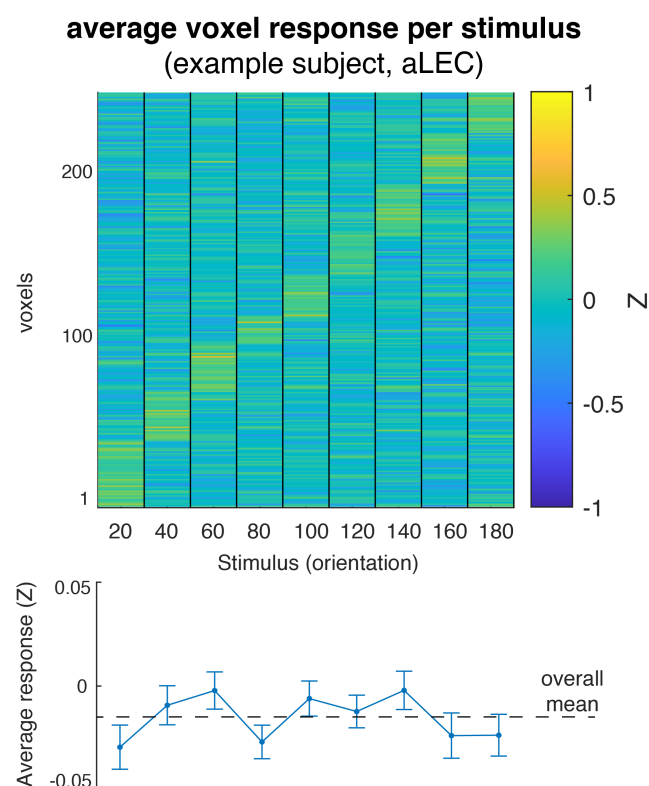 average voxel response per stimulus
(example subject, aLEC)
voxels
200
100
1
20 40 60 80 100 120 140 160 180
Stimulus (orientation)
1
0.5
0
-0.5
-1
Z
Average response (Z)
0.05
0
-0.05
overall
mean